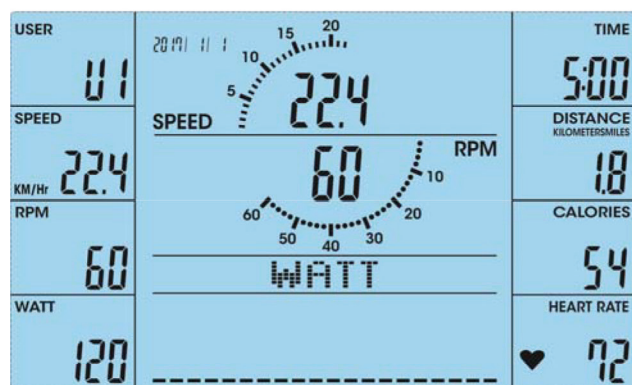 USER
U1
SPEED
KM/Hr 22.4
RPM
60
WATT
120
2017/ 1/ 1
5 10 15 20
SPEED 22.4
60 RPM
10 20 30 40 50 60
WATT
TIME
5:00
DISTANCE
KILOMETERSMILES
1.8
CALORIES
54
HEART RATE
72